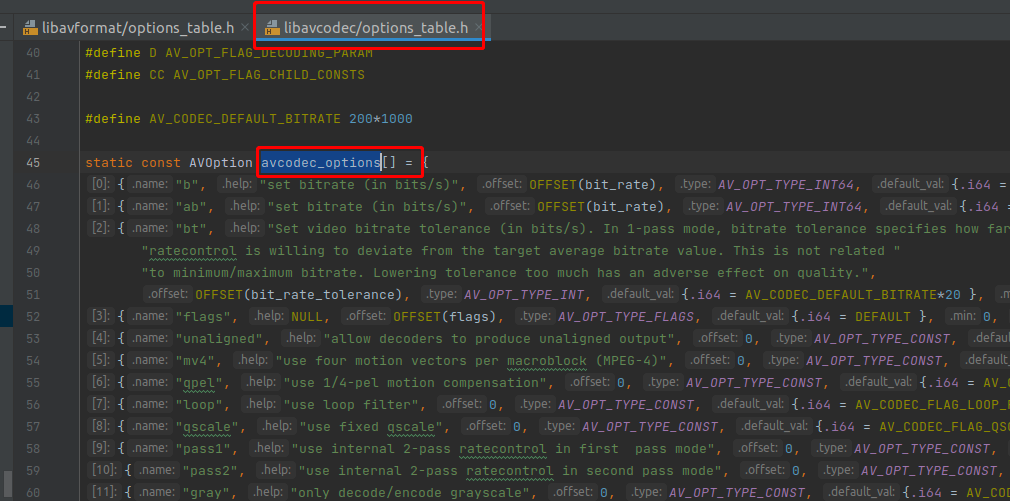 libavformat/options_table.h × libavcodec/options_table.h ×
40 #define D AV_OPT_FLAG_DECODING_PARAM
41 #define CC AV_OPT_FLAG_CHILD_CONSTS
42
43 #define AV_CODEC_DEFAULT_BITRATE 200*1000
44
45 static const AVOption avcodec_options[] = {
46 [0]: { .name: "b", .help: "set bitrate (in bits/s)", .offset: OFFSET(bit_rate), .type: AV_OPT_TYPE_INT64, .default_val: {.i64 =
47 [1]: { .name: "ab", .help: "set bitrate (in bits/s)", .offset: OFFSET(bit_rate), .type: AV_OPT_TYPE_INT64, .default_val: {.i64 =
48 [2]: { .name: "bt", .help: "Set video bitrate tolerance (in bits/s). In 1-pass mode, bitrate tolerance specifies how far
49 "ratecontrol is willing to deviate from the target average bitrate value. This is not related "
50 "to minimum/maximum bitrate. Lowering tolerance too much has an adverse effect on quality.",
51 .offset: OFFSET(bit_rate_tolerance), .type: AV_OPT_TYPE_INT, .default_val: {.i64 = AV_CODEC_DEFAULT_BITRATE*20 },
52 [3]: { .name: "flags", .help: NULL, .offset: OFFSET(flags), .type: AV_OPT_TYPE_FLAGS, .default_val: {.i64 = DEFAULT }, .min: 0,
53 [4]: { .name: "unaligned", .help: "allow decoders to produce unaligned output", .offset: 0, .type: AV_OPT_TYPE_CONST,
54 [5]: { .name: "mv4", .help: "use four motion vectors per macroblock (MPEG-4)", .offset: 0, .type: AV_OPT_TYPE_CONST,
55 [6]: { .name: "qpel", .help: "use 1/4-pel motion compensation", .offset: 0, .type: AV_OPT_TYPE_CONST, .default_val: {.i64 =
56 [7]: { .name: "loop", .help: "use loop filter", .offset: 0, .type: AV_OPT_TYPE_CONST, .default_val: {.i64 = AV_CODEC_FLAG_LOOP_
57 [8]: { .name: "qscale", .help: "use fixed qscale", .offset: 0, .type: AV_OPT_TYPE_CONST, .default_val: {.i64 = AV_CODEC_FLAG_QS
58 [9]: { .name: "pass1", .help: "use internal 2-pass ratecontrol in first  pass mode", .offset: 0, .type: AV_OPT_TYPE_CONST,
59 [10]: { .name: "pass2", .help: "use internal 2-pass ratecontrol in second pass mode", .offset: 0, .type: AV_OPT_TYPE_CONST,
60 [11]: { .name: "gray", .help: "only decode/encode grayscale", .offset: 0, .type: AV_OPT_TYPE_CONST, .default_val: {.i64 =